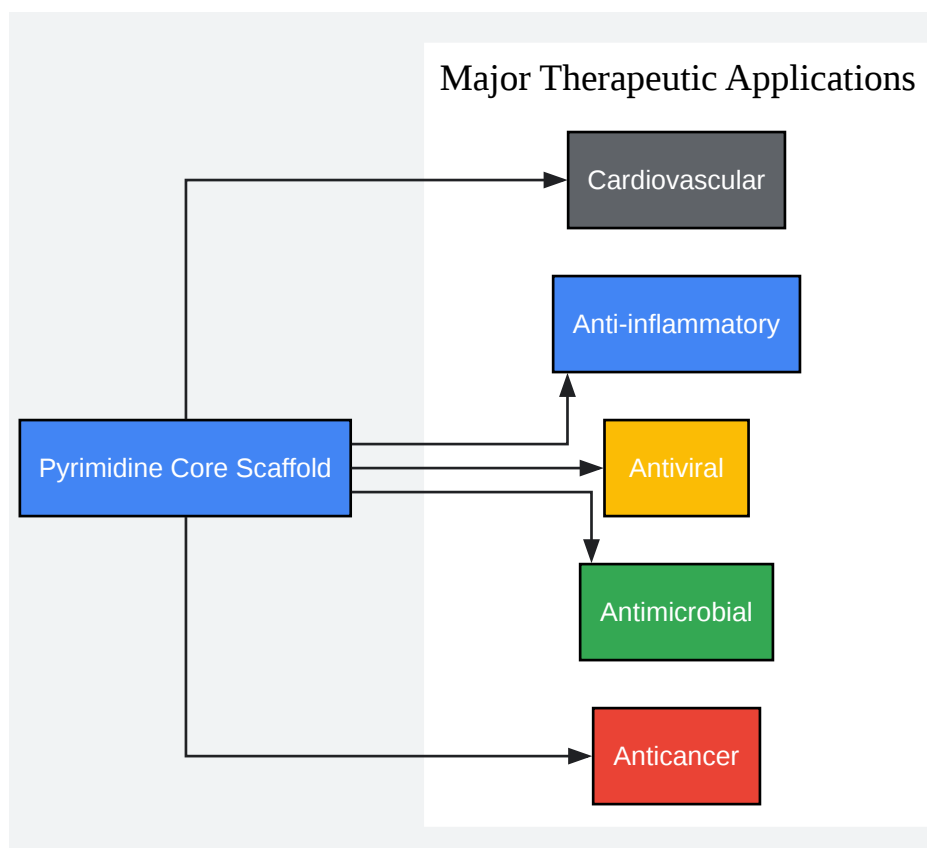 Major Therapeutic Applications
Cardiovascular
Anti-inflammatory
Pyrimidine Core Scaffold
Antiviral
Antimicrobial
Anticancer